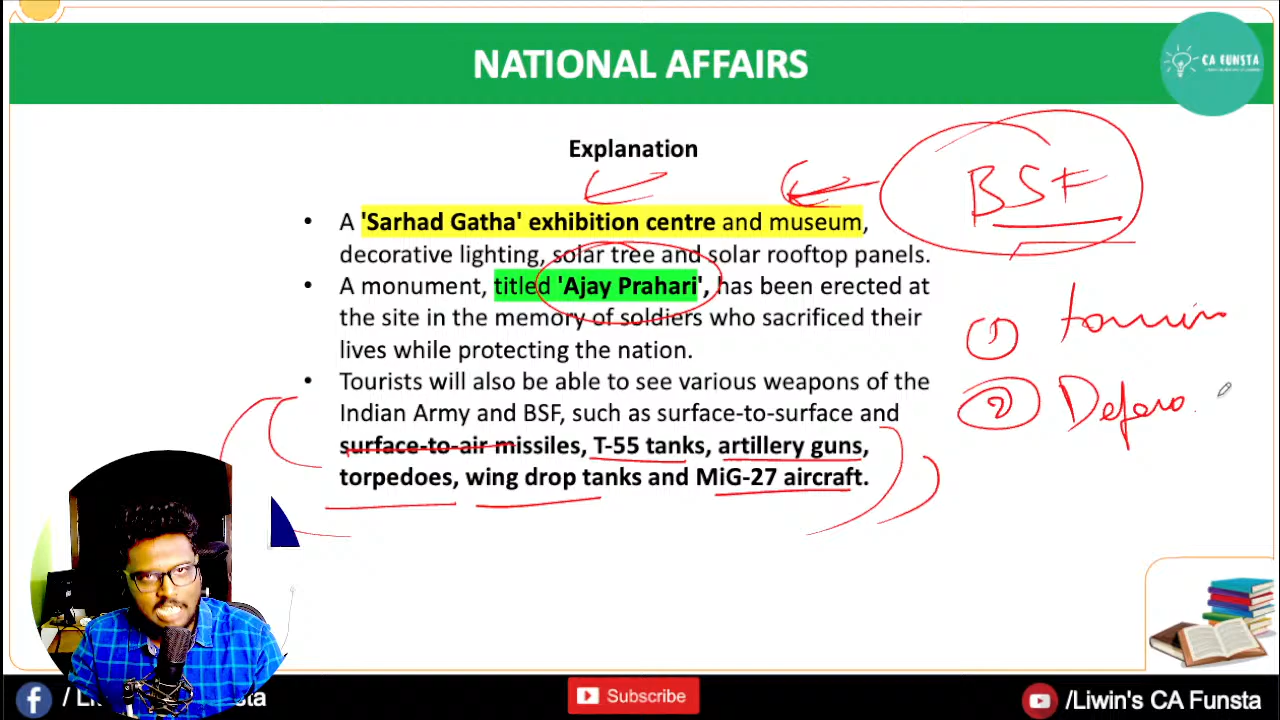 NATIONAL AFFAIRS
CA FUNSTA
Explanation
BSF
• A 'Sarhad Gatha' exhibition centre and museum,
decorative lighting, solar tree and solar rooftop panels.
• A monument, titled 'Ajay Prahari', has been erected at
the site in the memory of soldiers who sacrificed their
lives while protecting the nation.
• Tourists will also be able to see various weapons of the
Indian Army and BSF, such as surface-to-surface and
surface-to-air missiles, T-55 tanks, artillery guns,
torpedoes, wing drop tanks and MiG-27 aircraft.
1
2
/Liwin's CA Funsta
Subscribe
/Liwin's CA Funsta